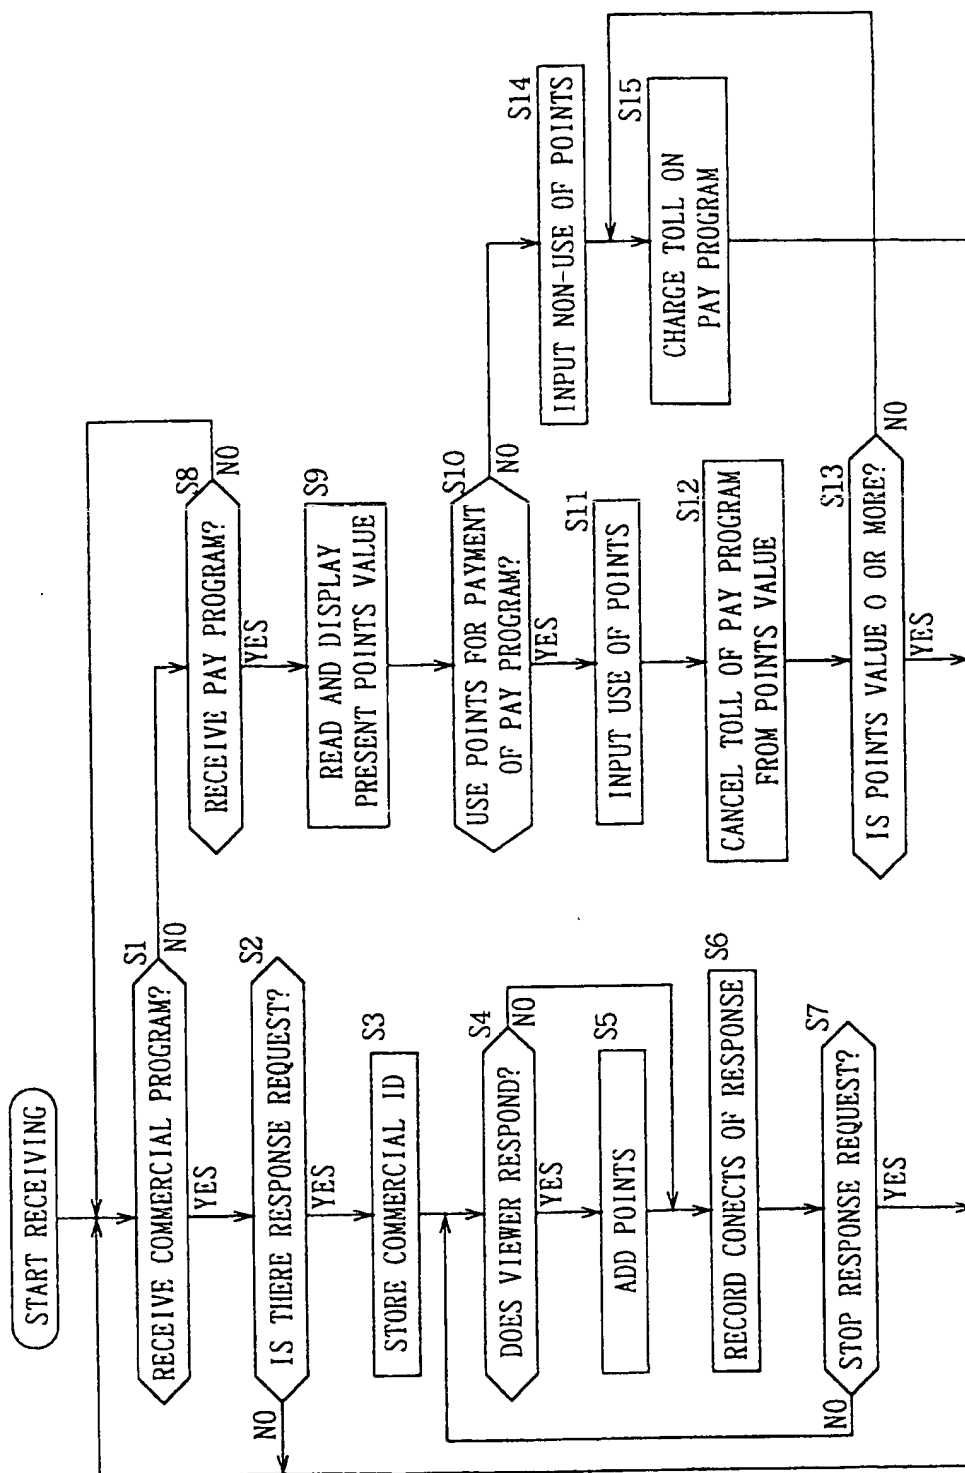 START RECEIVING
RECEIVE COMMERCIAL PROGRAM?
S1
NO
YES
IS THERE RESPONSE REQUEST?
S2
NO
YES
STORE COMMERCIAL ID
S3
DOES VIEWER RESPOND?
S4
NO
YES
ADD POINTS
S5
RECORD CONECTS OF RESPONSE
S6
STOP RESPONSE REQUEST?
S7
NO
YES
RECEIVE PAY PROGRAM?
S8
NO
YES
READ AND DISPLAY
PRESENT POINTS VALUE
S9
USE POINTS FOR PAYMENT
OF PAY PROGRAM?
S10
NO
YES
INPUT USE OF POINTS
S11
CANCEL TOLL OF PAY PROGRAM
FROM POINTS VALUE
S12
IS POINTS VALUE 0 OR MORE?
S13
NO
YES
INPUT NON-USE OF POINTS
S14
CHARGE TOLL ON
PAY PROGRAM
S15